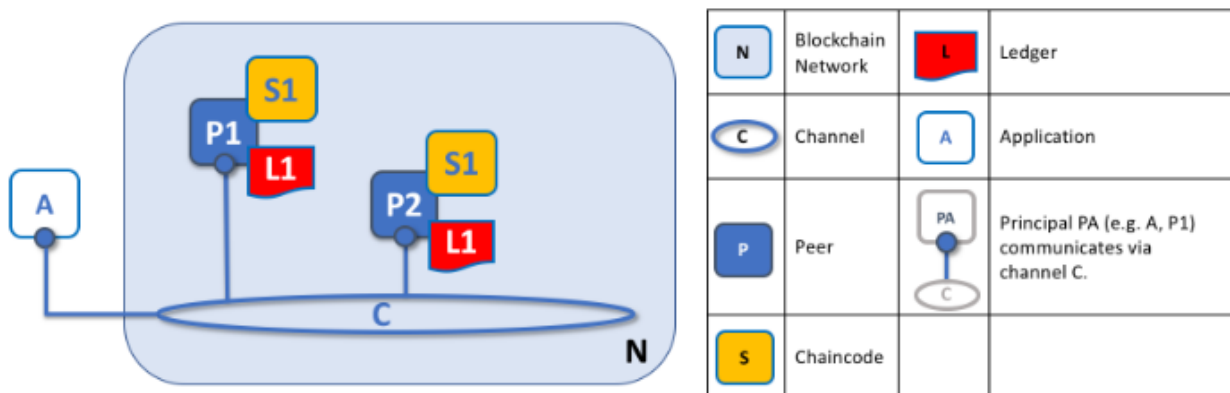 S1
P1
L1
S1
P2
L1
A
C
N
N
Blockchain
Network
L
Ledger
C
Channel
A
Application
P
Peer
PA
C
Principal PA (e.g. A, P1)
communicates via
channel C.
S
Chaincode